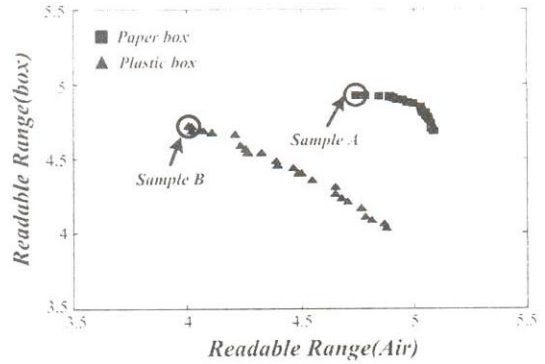 5.5
Paper box
Plastic box
5
Sample A
4.5
Sample B
4
3.5
3.5
4
4.5
5
5.5
Readable Range(box)
Readable Range(Air)